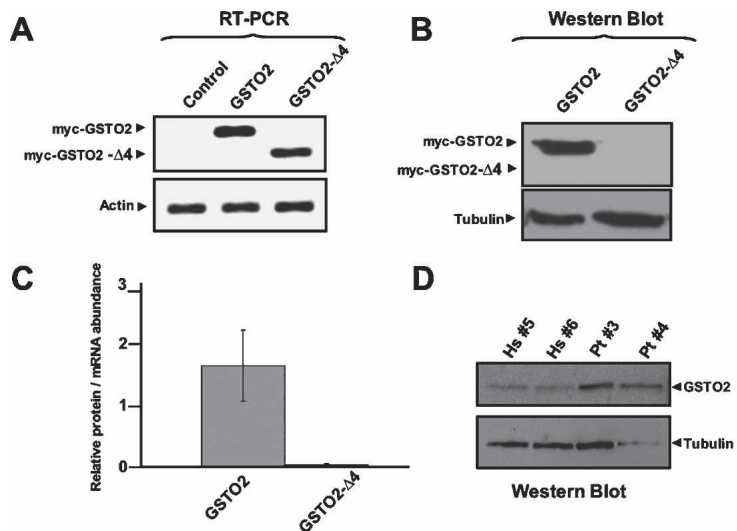 A
RT-PCR
Control
GSTO2
GSTO2-Δ4
myc-GSTO2
myc-GSTO2 -Δ4
Actin
B
Western Blot
GSTO2
GSTO2-Δ4
myc-GSTO2
myc-GSTO2-Δ4
Tubulin
C
Relative protein / mRNA abundance
3
2
1
0
GSTO2
GSTO2-Δ4
D
Hs #5
Hs #6
Pt #3
Pt #4
GSTO2
Tubulin
Western Blot